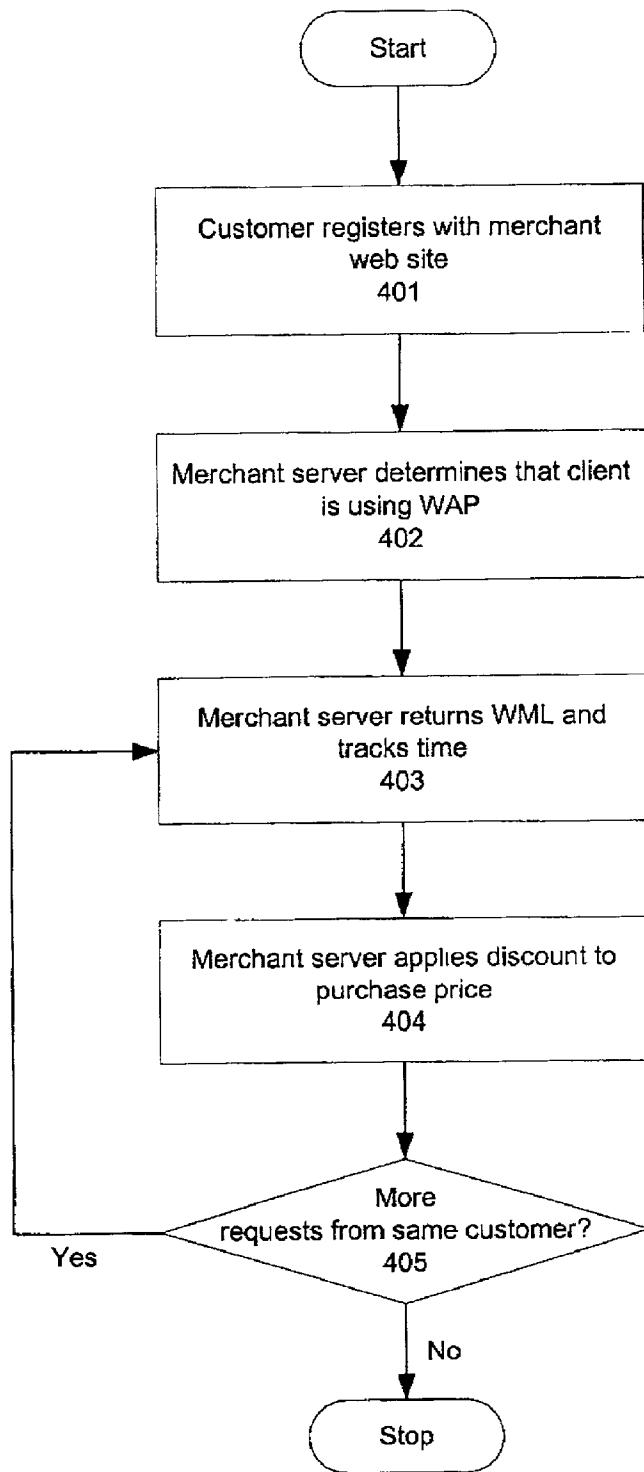 Start
Customer registers with merchant
web site
401
Merchant server determines that client
is using WAP
402
Merchant server returns WML and
tracks time
403
Merchant server applies discount to
purchase price
404
More
requests from same customer?
405
Yes
No
Stop